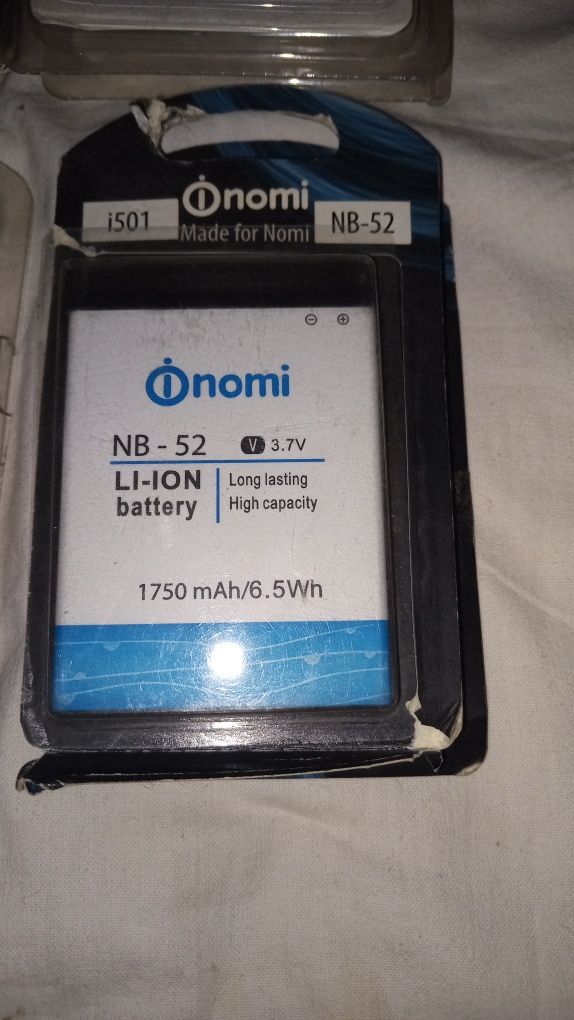 i501
nomi
Made for Nomi
NB-52
nomi
NB - 52 V 3.7V
LI-ION
battery
Long lasting
High capacity
1750 mAh/6.5Wh